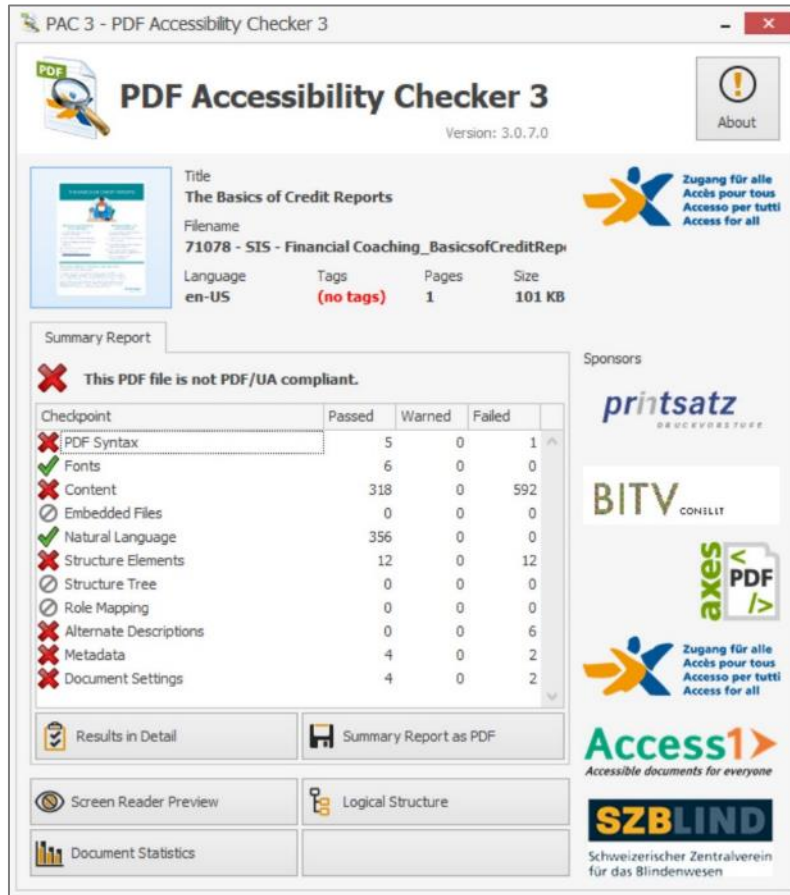 PAC 3 - PDF Accessibility Checker 3
PDF
PDF Accessibility Checker 3
Version: 3.0.7.0
About
Title
The Basics of Credit Reports
Filename
71078 - SIS - Financial Coaching_BasicsofCreditRep
Language Tags Pages Size
en-US (no tags) 1 101 KB
Zugang für alle
Accès pour tous
Accesso per tutti
Access for all
Summary Report
This PDF file is not PDF/UA compliant.
Checkpoint Passed Warned Failed
PDF Syntax 5 0 1
Fonts 6 0 0
Content 318 0 592
Embedded Files 0 0 0
Natural Language 356 0 0
Structure Elements 12 0 12
Structure Tree 0 0 0
Role Mapping 0 0 0
Alternate Descriptions 0 0 6
Metadata 4 0 2
Document Settings 4 0 2
Results in Detail
Summary Report as PDF
Screen Reader Preview
Logical Structure
Document Statistics
Sponsors
printsatz
DRUCKVORSTUFE
BITV CONSULT
axes
<
PDF
/>
Zugang für alle
Accès pour tous
Accesso per tutti
Access for all
Access1
Accessible documents for everyone
SZBLIND
Schweizerischer Zentralverein
für das Blindenwesen